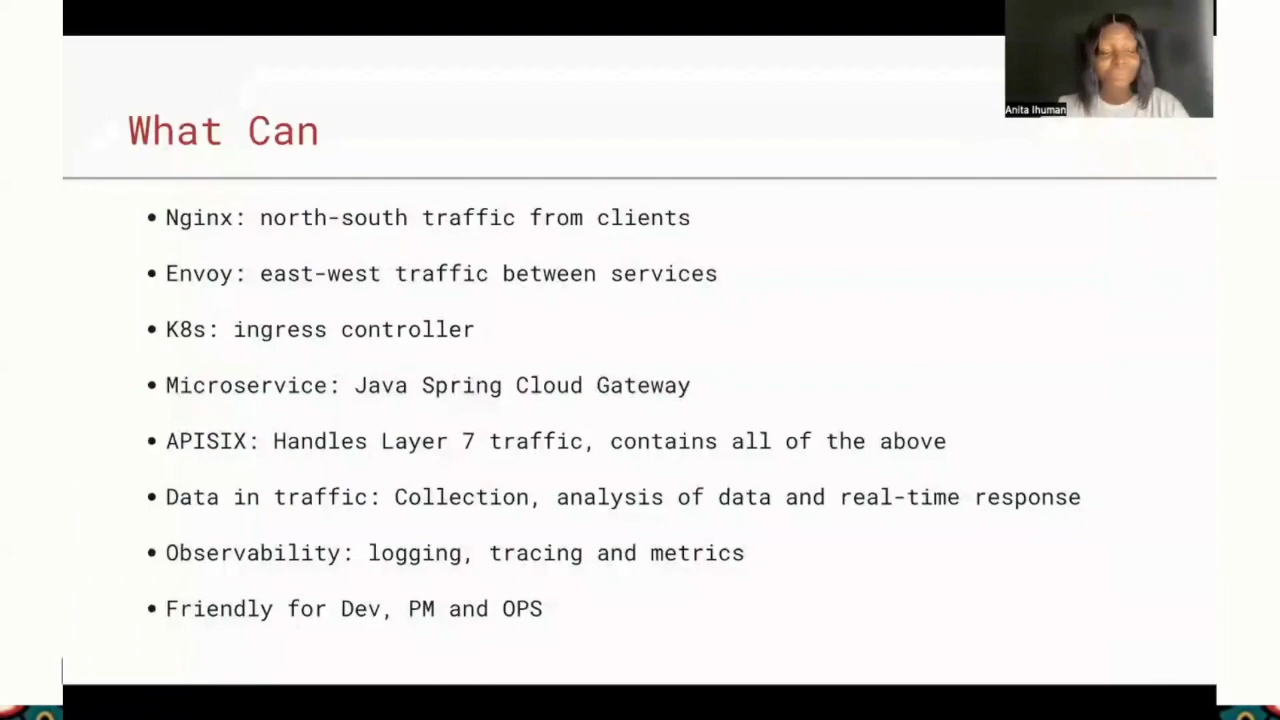 Anita Ihuman
What Can
• Nginx: north-south traffic from clients
• Envoy: east-west traffic between services
• K8s: ingress controller
• Microservice: Java Spring Cloud Gateway
• APISIX: Handles Layer 7 traffic, contains all of the above
• Data in traffic: Collection, analysis of data and real-time response
• Observability: logging, tracing and metrics
• Friendly for Dev, PM and OPS